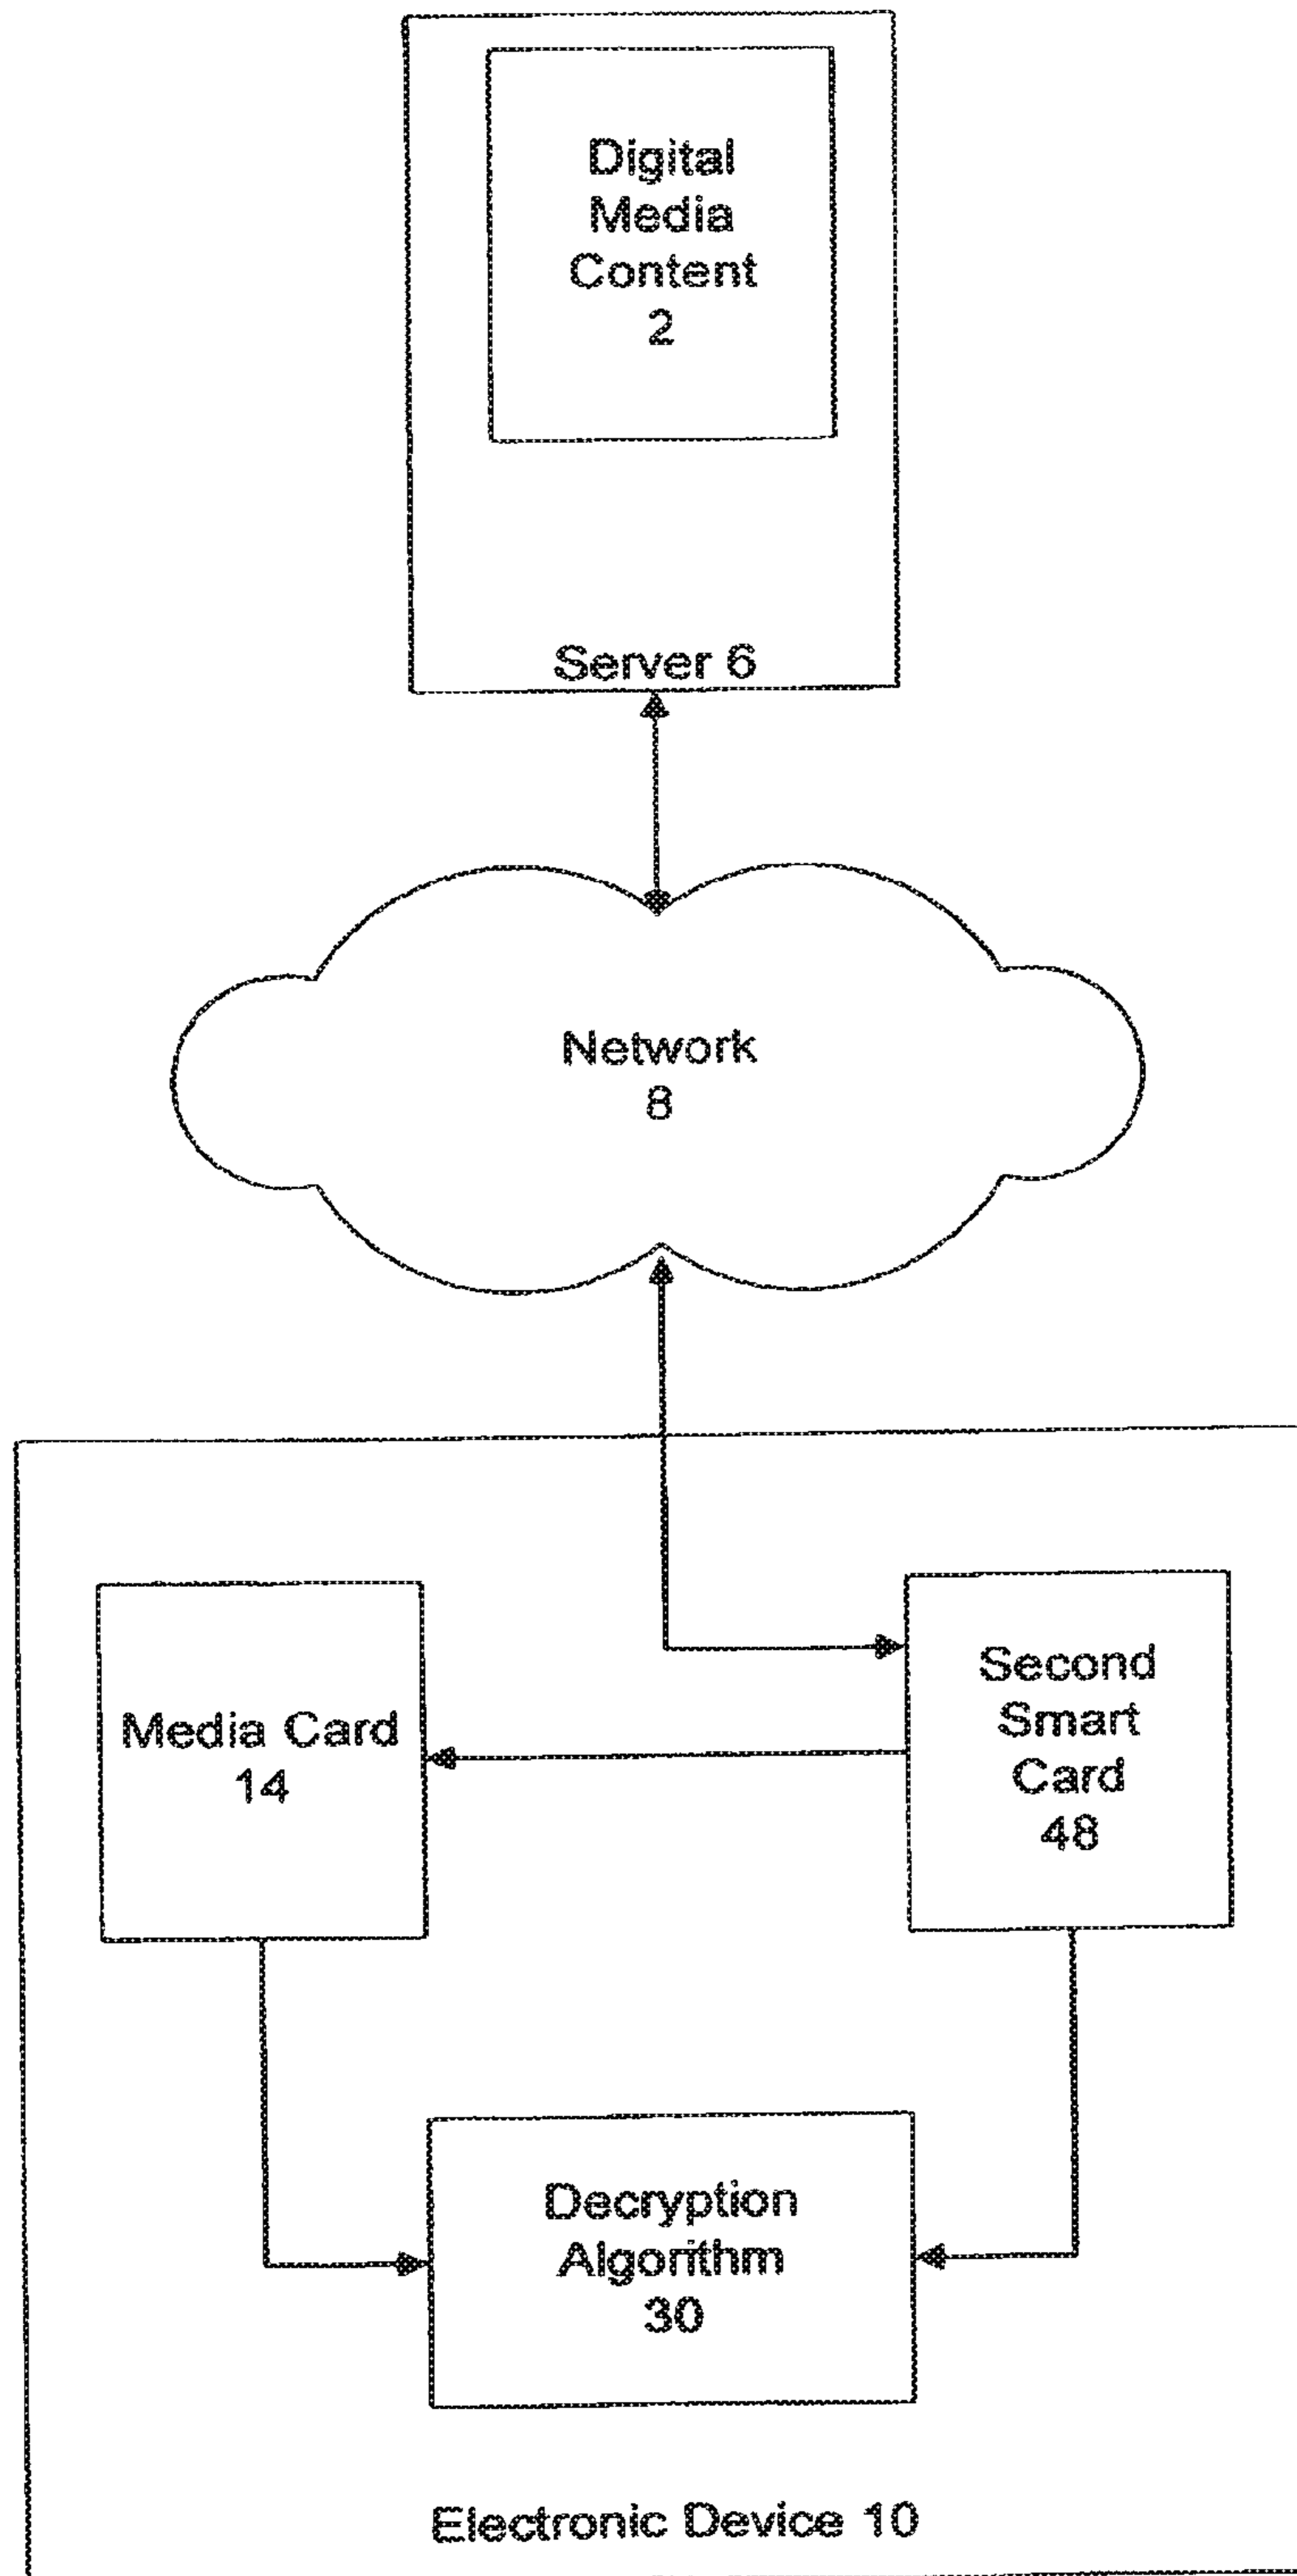 Digital
Media
Content
2
Server 6
Network
8
Media Card
14
Second
Smart
Card
48
Decryption
Algorithm
30
Electronic Device 10